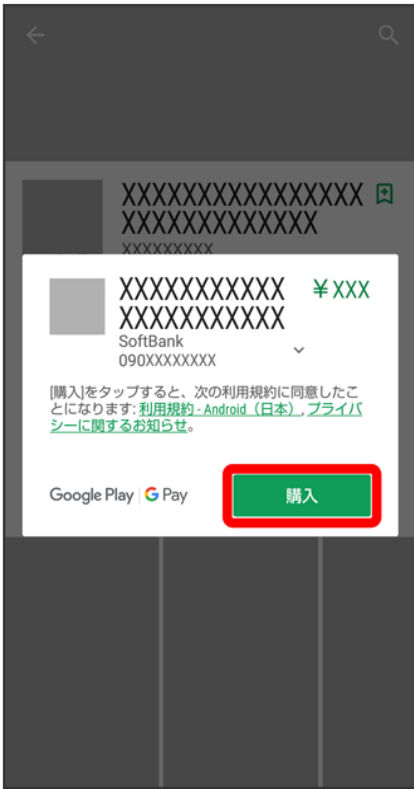 XXXXXXXXXXXXXXXX
XXXXXXXXXXXXX
XXXXXXXXX
XXXXXXXXXXX ¥XXX
XXXXXXXXXXX
SoftBank
090XXXXXXXX
[購入]をタップすると、次の利用規約に同意したこ
とになります: 利用規約 - Android（日本）, プライバ
シーに関するお知らせ。
Google Play G Pay 購入